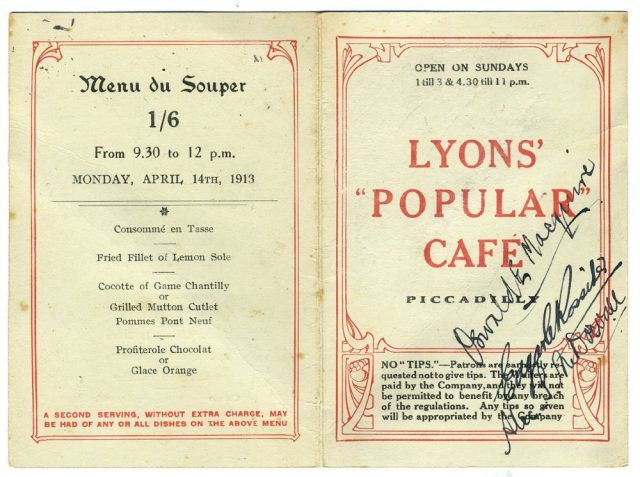 Menu du Souper
1/6
From 9.30 to 12 p.m.
MONDAY, APRIL 14TH, 1913
Consommé en Tasse
Fried Fillet of Lemon Sole
Cocotte of Game Chantilly
or
Grilled Mutton Cutlet
Pommes Pont Neuf
Profiterole Chocolat
or
Glace Orange
A SECOND SERVING, WITHOUT EXTRA CHARGE, MAY
BE HAD OF ANY OR ALL DISHES ON THE ABOVE MENU
OPEN ON SUNDAYS
1 till 3 & 4.30 till 11 p.m.
LYONS'
"POPULAR"
CAFÉ
PICCADILLY
Oswald E Macquire
NO "TIPS."—Patrons are earnestly re-
quested not to give tips. The Waiters are
paid by the Company, and they will not
be permitted to benefit by any breach
of the regulations. Any tips so given
will be appropriated by the Company